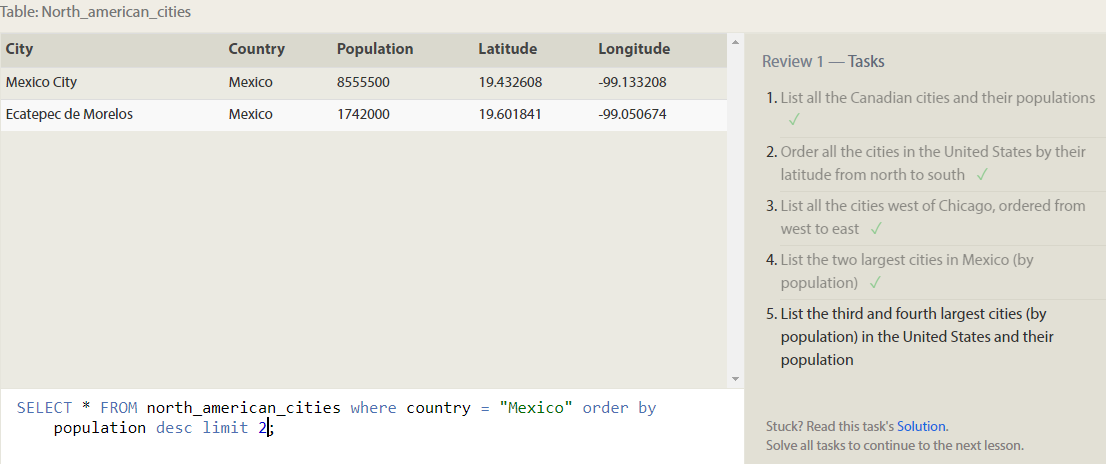 Table: North_american_cities
City Country Population Latitude Longitude
Mexico City Mexico 8555500 19.432608 -99.133208
Ecatepec de Morelos Mexico 1742000 19.601841 -99.050674
SELECT * FROM north_american_cities where country = "Mexico" order by
population desc limit 2;
Review 1 — Tasks
1. List all the Canadian cities and their populations
✓
2. Order all the cities in the United States by their
latitude from north to south ✓
3. List all the cities west of Chicago, ordered from
west to east ✓
4. List the two largest cities in Mexico (by
population) ✓
5. List the third and fourth largest cities (by
population) in the United States and their
population
Stuck? Read this task's Solution.
Solve all tasks to continue to the next lesson.